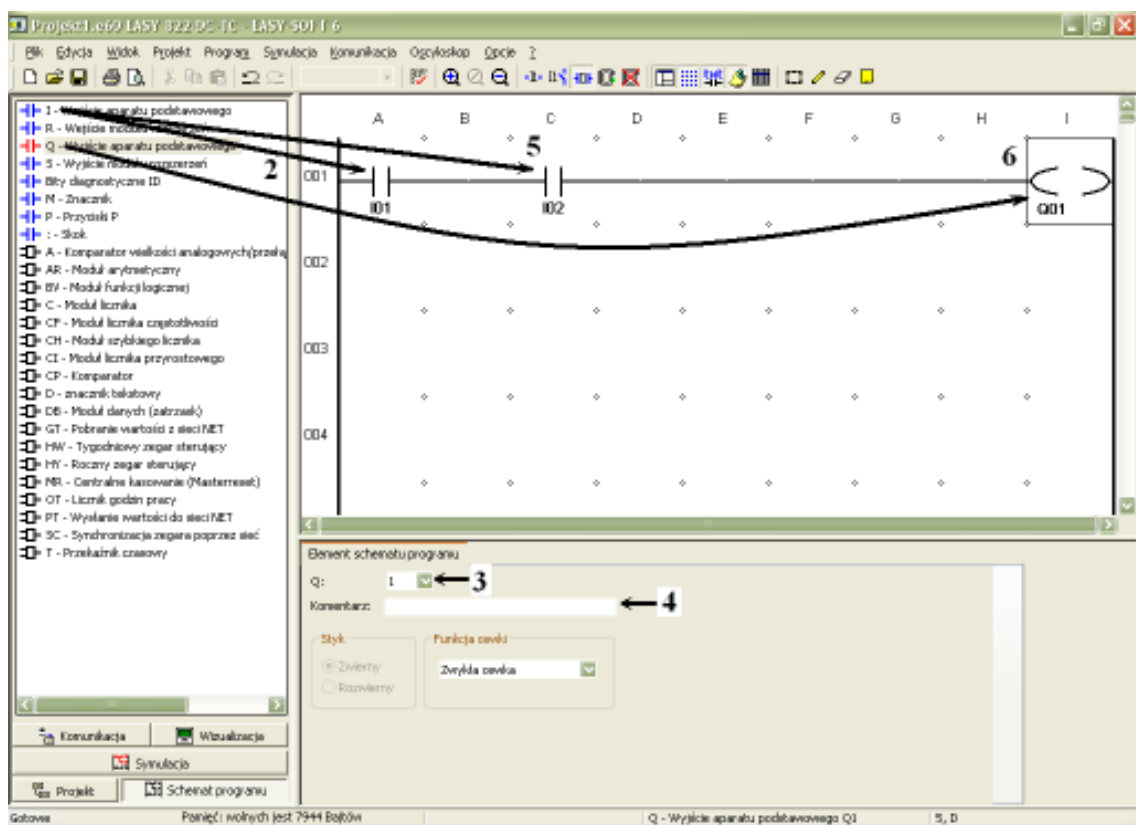 Projekt1.e60 EASY-822-DC-TC - EASY-SOFT 6
Plik Edycja Widok Projekt Program Symulacja Komunikacja Oscyloskop Opcje ?
I - Wejście aparatu podstawowego
R - Wejście modułu
Q - Wyjście aparatu podstawowego
S - Wyjście modułu rozszerzeń
Bity diagnostyczne ID
M - Znacznik
P - Przyciski P
: - Skok
A - Komparator wielkości analogowych/przełą
AR - Moduł arytmetyczny
BV - Moduł funkcji logicznej
C - Moduł licznika
CF - Moduł licznika częstotliwości
CH - Moduł szybkiego licznika
CI - Moduł licznika przyrostowego
CP - Komparator
D - znacznik tekstowy
DB - Moduł danych (zatrzask)
GT - Pobranie wartości z sieci NET
HW - Tygodniowy zegar sterujący
HY - Roczny zegar sterujący
MR - Centralne kasowanie (Masterreset)
OT - Licznik godzin pracy
PT - Wysłanie wartości do sieci NET
SC - Synchronizacja zegara poprzez sieć
T - Przekaźnik czasowy
2
A B C D E F G H I
5
6
001
I01
I02
Q01
002
003
004
Element schematu programu
Q: 1
3
Komentarz:
4
Styk
Zwierny
Rozwierny
Funkcja cewki
Zwykła cewka
Komunikacja
Wizualizacja
Symulacja
Projekt
Schemat programu
Gotowe
Pamięć: wolnych jest 7944 Bajtów
Q - Wyjście aparatu podstawowego Q1
5, D